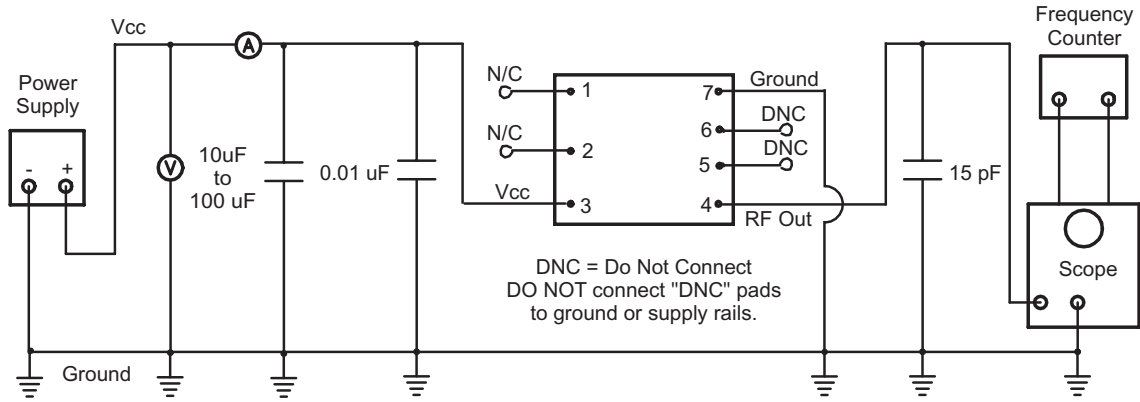 Vcc
Power
Supply
-
+
A
V
10uF
to
100 uF
0.01 uF
N/C
N/C
Vcc
1
2
3
7
6
5
4
Ground
DNC
DNC
RF Out
DNC = Do Not Connect
DO NOT connect "DNC" pads
to ground or supply rails.
15 pF
Frequency
Counter
Scope
Ground